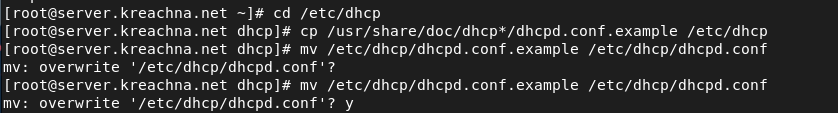 [root@server.kreachna.net ~]# cd /etc/dhcp
[root@server.kreachna.net dhcp]# cp /usr/share/doc/dhcp*/dhcpd.conf.example /etc/dhcp
[root@server.kreachna.net dhcp]# mv /etc/dhcp/dhcpd.conf.example /etc/dhcp/dhcpd.conf
mv: overwrite '/etc/dhcp/dhcpd.conf'?
[root@server.kreachna.net dhcp]# mv /etc/dhcp/dhcpd.conf.example /etc/dhcp/dhcpd.conf
mv: overwrite '/etc/dhcp/dhcpd.conf'? y